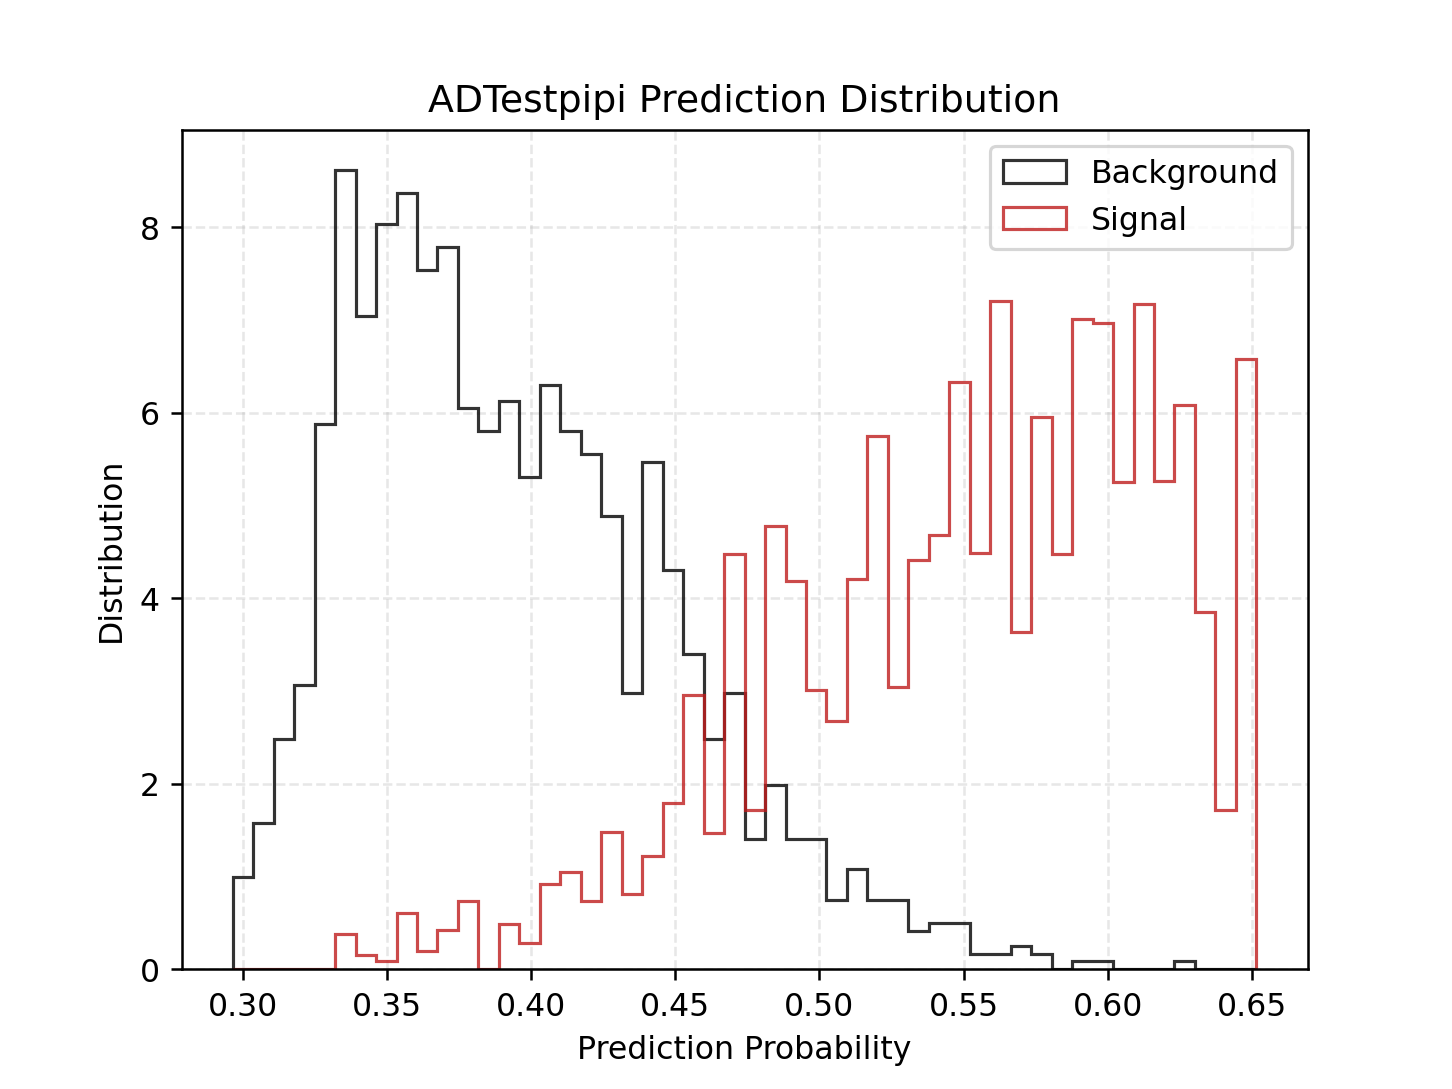 ADTestpipi Prediction Distribution
Background
Signal
8
6
4
2
0
Distribution
0.30 0.35 0.40 0.45 0.50 0.55 0.60 0.65
Prediction Probability